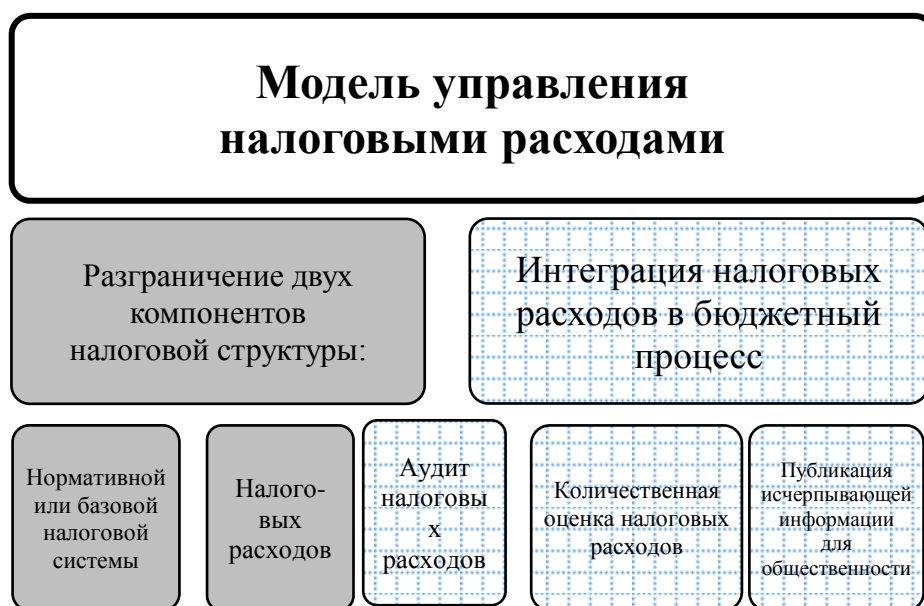 Модель управления
налоговыми расходами
Разграничение двух
компонентов
налоговой структуры:
Интеграция налоговых
расходов в бюджетный
процесс
Нормативной
или базовой
налоговой
системы
Налого-
вых
расходов
Аудит
налоговы
х
расходов
Количественная
оценка налоговых
расходов
Публикация
исчерпывающей
информации
для
общественности